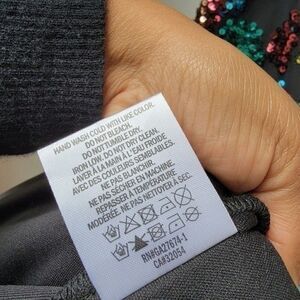 HAND WASH COLD WITH LIKE COLOR.
DO NOT BLEACH.
DO NOT TUMBLE DRY.
IRON LOW. DO NOT DRY CLEAN.
LAVER À LA MAIN À L'EAU FROIDE
AVEC DES COULEURS SEMBLABLES.
NE PAS BLANCHIR.
NE PAS SÉCHER EN MACHINE.
REPASSER À TEMPÉRATURE
MODÉRÉE. NE PAS NETTOYER À SEC.
RN#GA27674-1
CA#32054